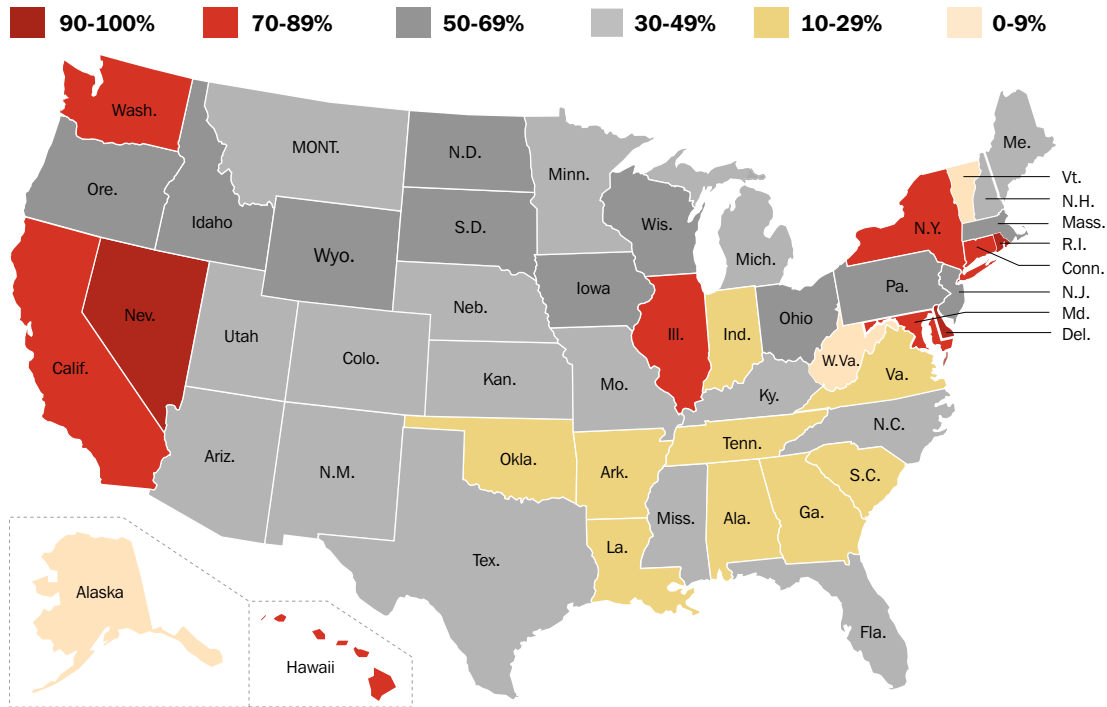 90-100% 70-89% 50-69% 30-49% 10-29% 0-9%
Wash.
MONT.
N.D.
Minn.
Me.
Vt.
Ore.
Idaho
N.H.
Mass.
S.D.
Wis.
N.Y.
R.I.
Wyo.
Mich.
Conn.
Iowa
Pa.
N.J.
Neb.
Md.
Nev.
Ohio
Del.
Utah
Ill.
Ind.
Colo.
W.Va.
Calif.
Kan.
Mo.
Va.
Ky.
N.C.
Ariz.
N.M.
Okla.
Ark.
Tenn.
S.C.
Miss.
Ala.
Ga.
La.
Tex.
Alaska
Fla.
Hawaii